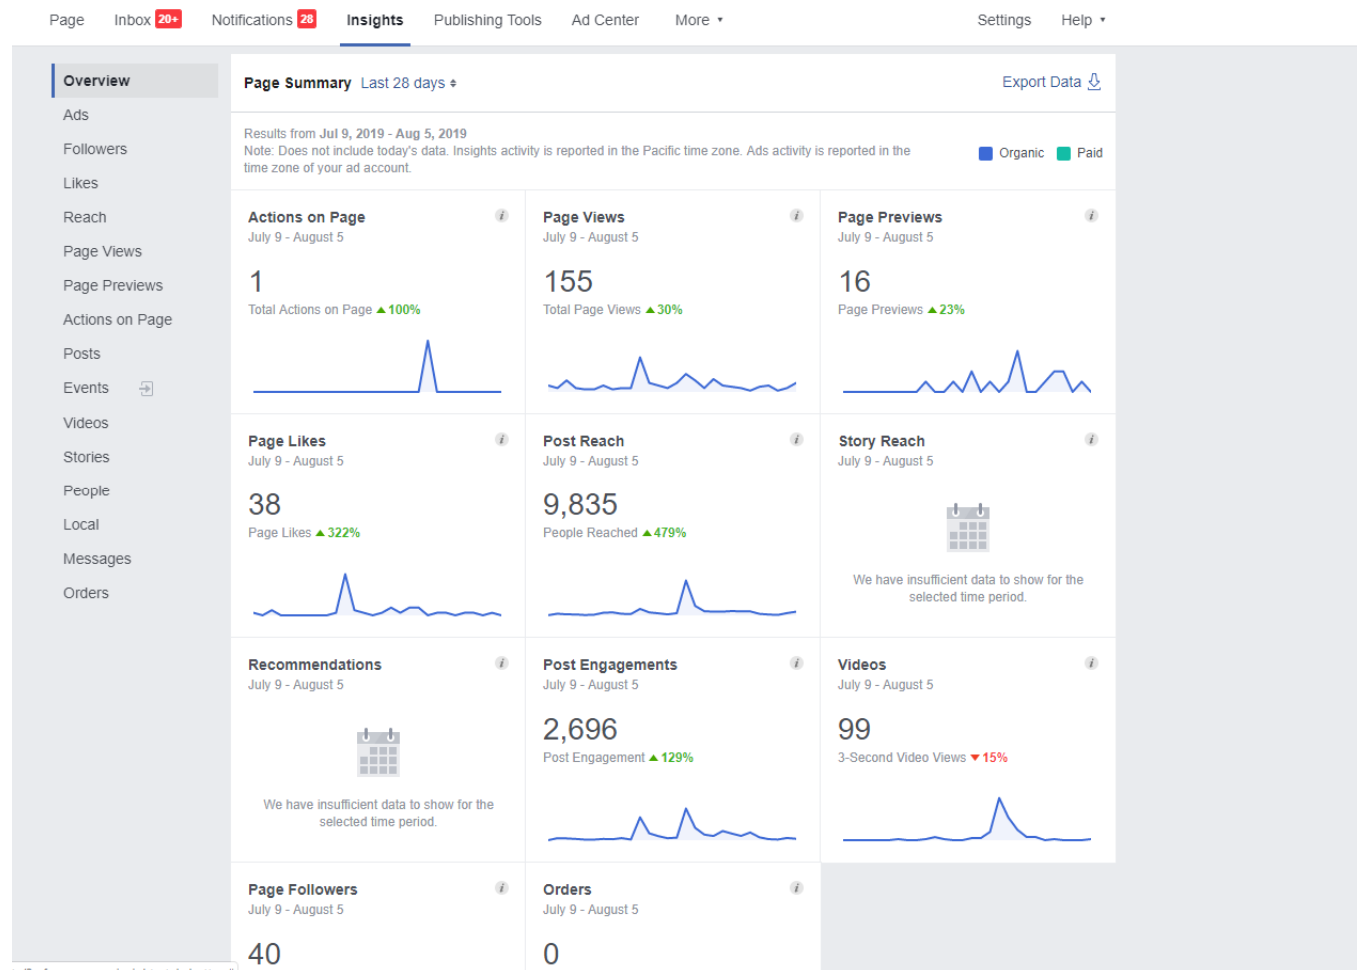 Page Inbox 20+ Notifications 28 Insights Publishing Tools Ad Center More Settings Help
Overview
Ads
Followers
Likes
Reach
Page Views
Page Previews
Actions on Page
Posts
Events
Videos
Stories
People
Local
Messages
Orders
Page Summary Last 28 days Export Data
Results from Jul 9, 2019 - Aug 5, 2019
Note: Does not include today's data. Insights activity is reported in the Pacific time zone. Ads activity is reported in the
time zone of your ad account.
Organic Paid
Actions on Page
July 9 - August 5
1
Total Actions on Page 100%
Page Views
July 9 - August 5
155
Total Page Views 30%
Page Previews
July 9 - August 5
16
Page Previews 23%
Page Likes
July 9 - August 5
38
Page Likes 322%
Post Reach
July 9 - August 5
9,835
People Reached 479%
Story Reach
July 9 - August 5
We have insufficient data to show for the
selected time period.
Recommendations
July 9 - August 5
We have insufficient data to show for the
selected time period.
Post Engagements
July 9 - August 5
2,696
Post Engagement 129%
Videos
July 9 - August 5
99
3-Second Video Views 15%
Page Followers
July 9 - August 5
40
Orders
July 9 - August 5
0